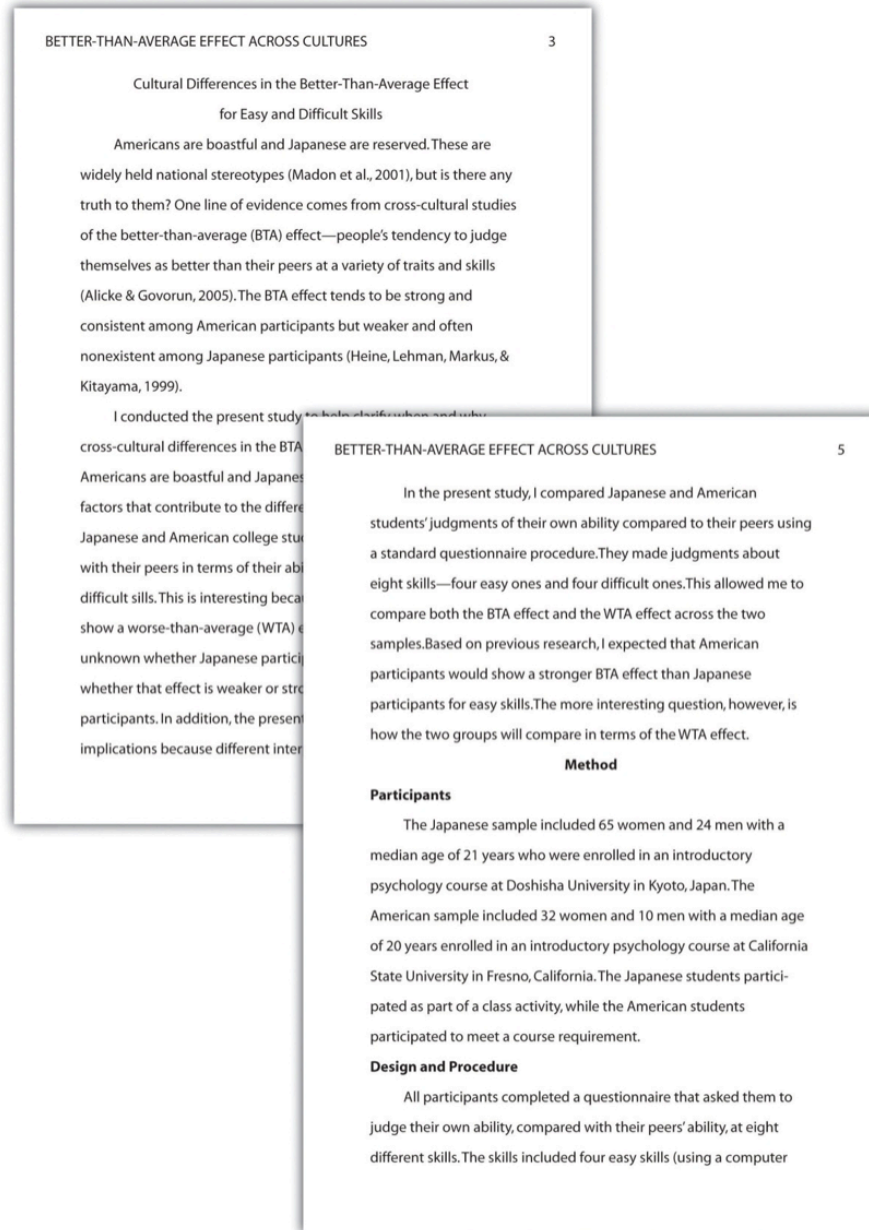 BETTER-THAN-AVERAGE EFFECT ACROSS CULTURES 3
Cultural Differences in the Better-Than-Average Effect
for Easy and Difficult Skills
Americans are boastful and Japanese are reserved. These are
widely held national stereotypes (Madon et al., 2001), but is there any
truth to them? One line of evidence comes from cross-cultural studies
of the better-than-average (BTA) effect—people's tendency to judge
themselves as better than their peers at a variety of traits and skills
(Alicke & Govorun, 2005). The BTA effect tends to be strong and
consistent among American participants but weaker and often
nonexistent among Japanese participants (Heine, Lehman, Markus, &
Kitayama, 1999).
I conducted the present study to help clarify when and why
cross-cultural differences in the BTA
Americans are boastful and
factors that contribute to the
Japanese and American college
with their peers in terms of their
difficult sills. This is interesting
show a worse-than-average (WTA)
unknown whether Japanese
whether that effect is weaker or
participants. In addition, the
implications because different
BETTER-THAN-AVERAGE EFFECT ACROSS CULTURES 5
In the present study, I compared Japanese and American
students' judgments of their own ability compared to their peers using
a standard questionnaire procedure.They made judgments about
eight skills—four easy ones and four difficult ones.This allowed me to
compare both the BTA effect and the WTA effect across the two
samples.Based on previous research, I expected that American
participants would show a stronger BTA effect than Japanese
participants for easy skills.The more interesting question, however, is
how the two groups will compare in terms of the WTA effect.
Method
Participants
The Japanese sample included 65 women and 24 men with a
median age of 21 years who were enrolled in an introductory
psychology course at Doshisha University in Kyoto, Japan.The
American sample included 32 women and 10 men with a median age
of 20 years enrolled in an introductory psychology course at California
State University in Fresno, California. The Japanese students partici-
pated as part of a class activity, while the American students
participated to meet a course requirement.
Design and Procedure
All participants completed a questionnaire that asked them to
judge their own ability, compared with their peers' ability, at eight
different skills. The skills included four easy skills (using a computer